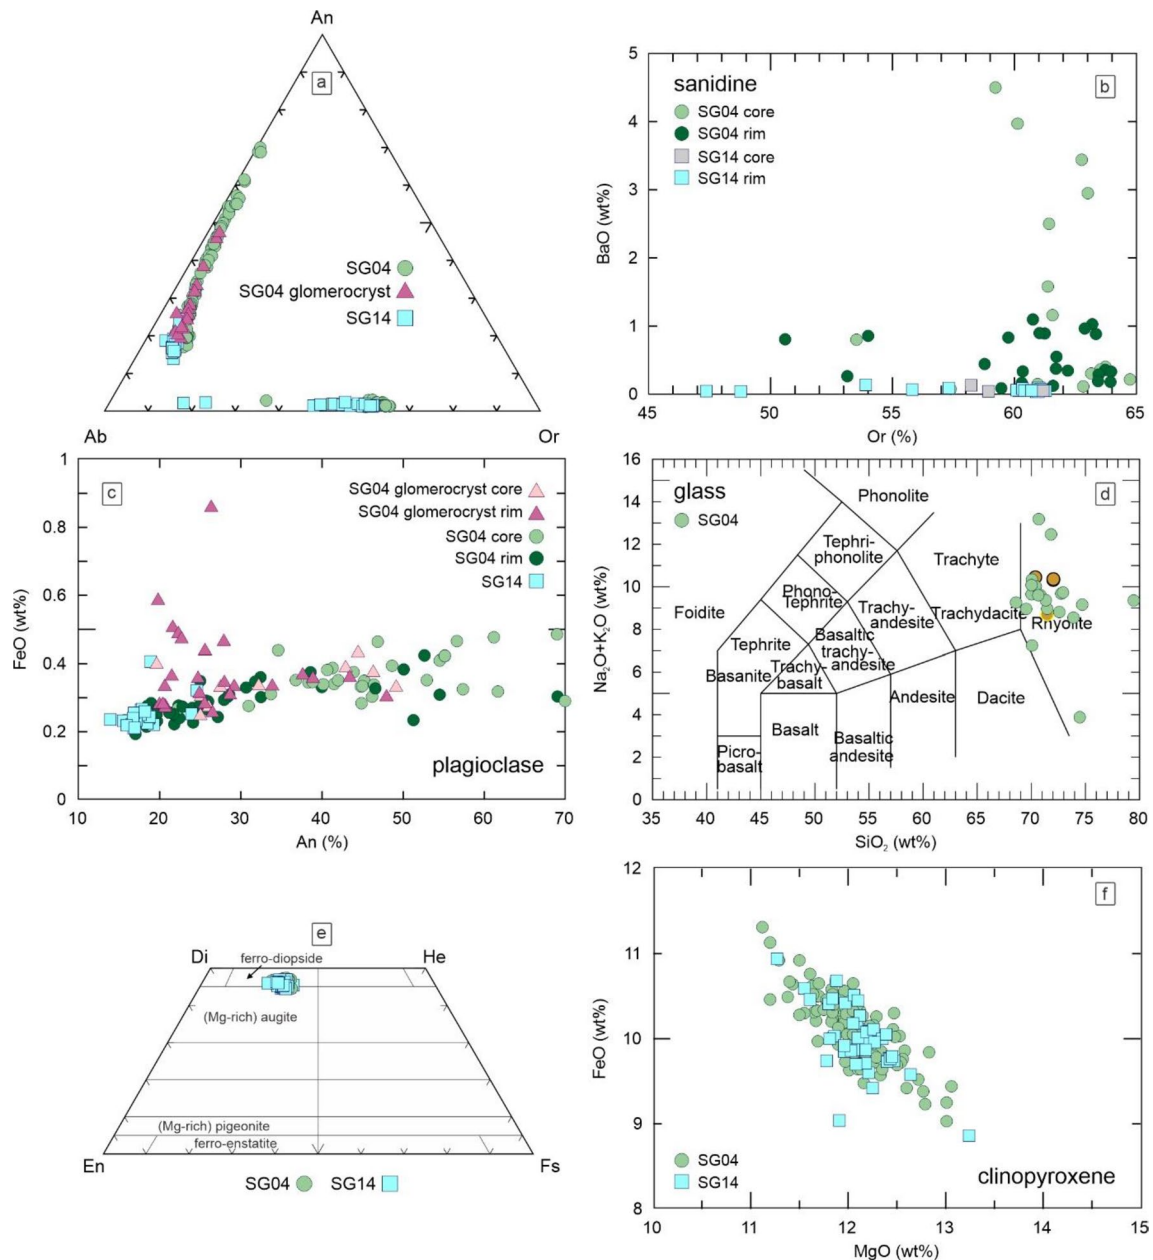 An
a
SG04
SG04 glomerocryst
SG14
Ab
Or
5
4
3
2
1
0
BaO (wt%)
sanidine
SG04 core
SG04 rim
SG14 core
SG14 rim
b
45
50
55
60
65
Or (%)
1
0.8
0.6
0.4
0.2
0
FeO (wt%)
c
SG04 glomerocryst core
SG04 glomerocryst rim
SG04 core
SG04 rim
SG14
plagioclase
10
20
30
40
50
60
70
An (%)
16
14
12
10
8
6
4
2
0
Na₂O+K₂O (wt%)
glass
SG04
d
Phonolite
Tephri-
phonolite
Trachyte
Phono-
Tephrite
Foidite
Trachy-
andesite
Trachydacite
Rhyolite
Tephrite
Basaltic
trachy-
andesite
Basanite
Trachy-
basalt
Andesite
Dacite
Basalt
Basaltic
andesite
Picro-
basalt
35
40
45
50
55
60
65
70
75
80
SiO₂ (wt%)
e
Di
He
ferro-diopside
(Mg-rich) augite
(Mg-rich) pigeonite
ferro-enstatite
En
Fs
SG04
SG14
12
11
10
9
8
FeO (wt%)
f
SG04
SG14
clinopyroxene
10
11
12
13
14
15
MgO (wt%)